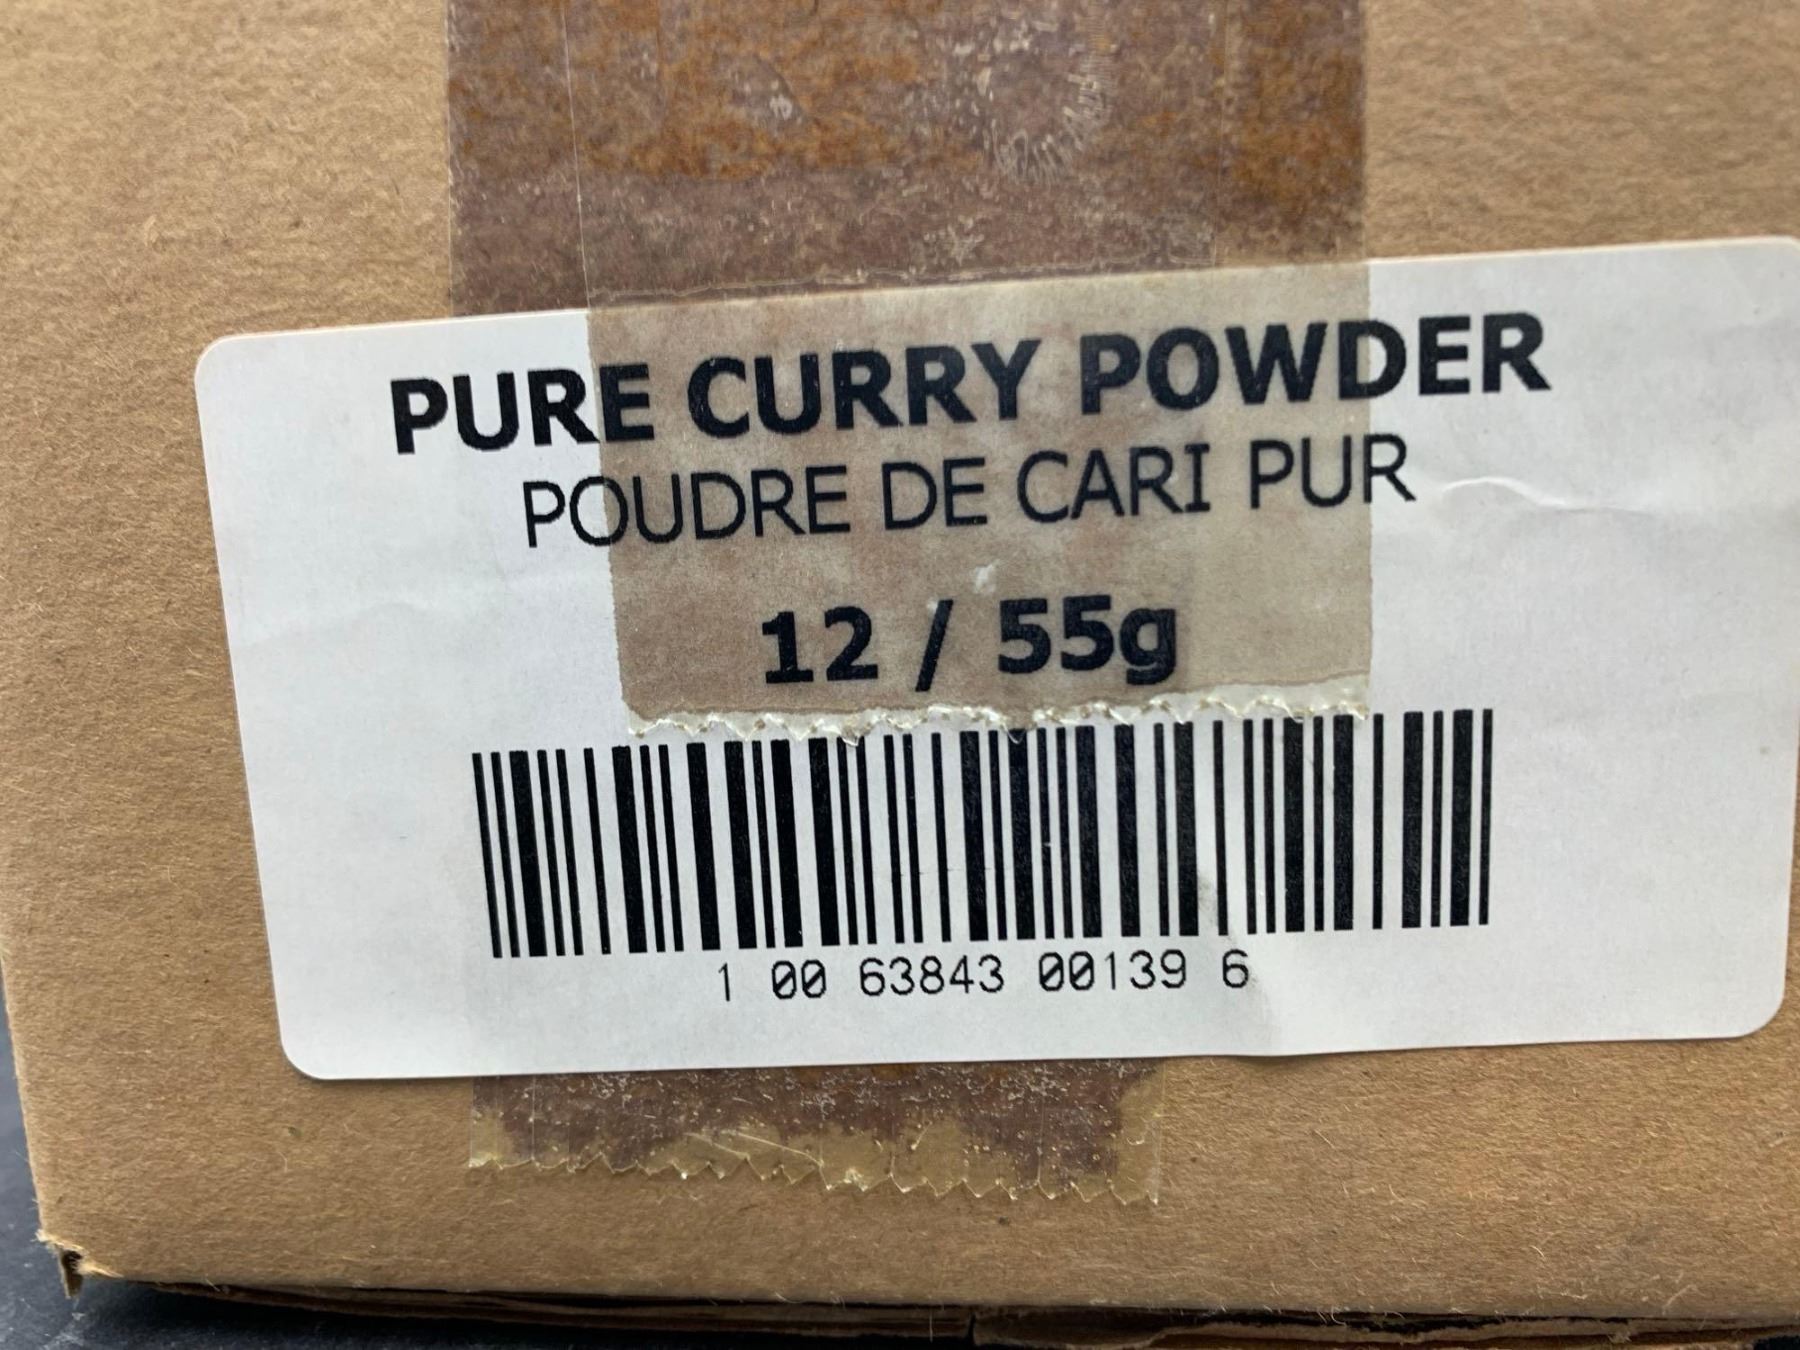 PURE CURRY POWDER
POUDRE DE CARI PUR
12 / 55g
1 00 63843 00139 6